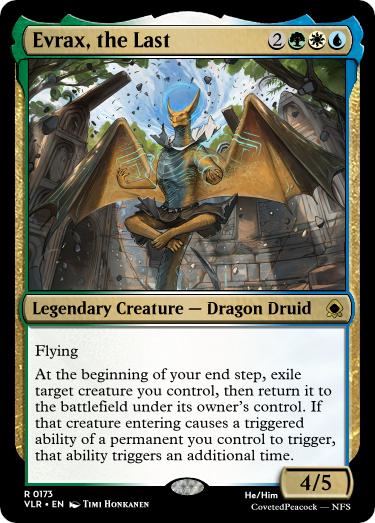 Evrax, the Last 2
Legendary Creature — Dragon Druid
Flying
At the beginning of your end step, exile
target creature you control, then return it to
the battlefield under its owner's control. If
that creature entering causes a triggered
ability of a permanent you control to trigger,
that ability triggers an additional time.
4/5
R 0173
VLR • EN Timi Honkanen
He/Him
CovetedPeacock — NFS